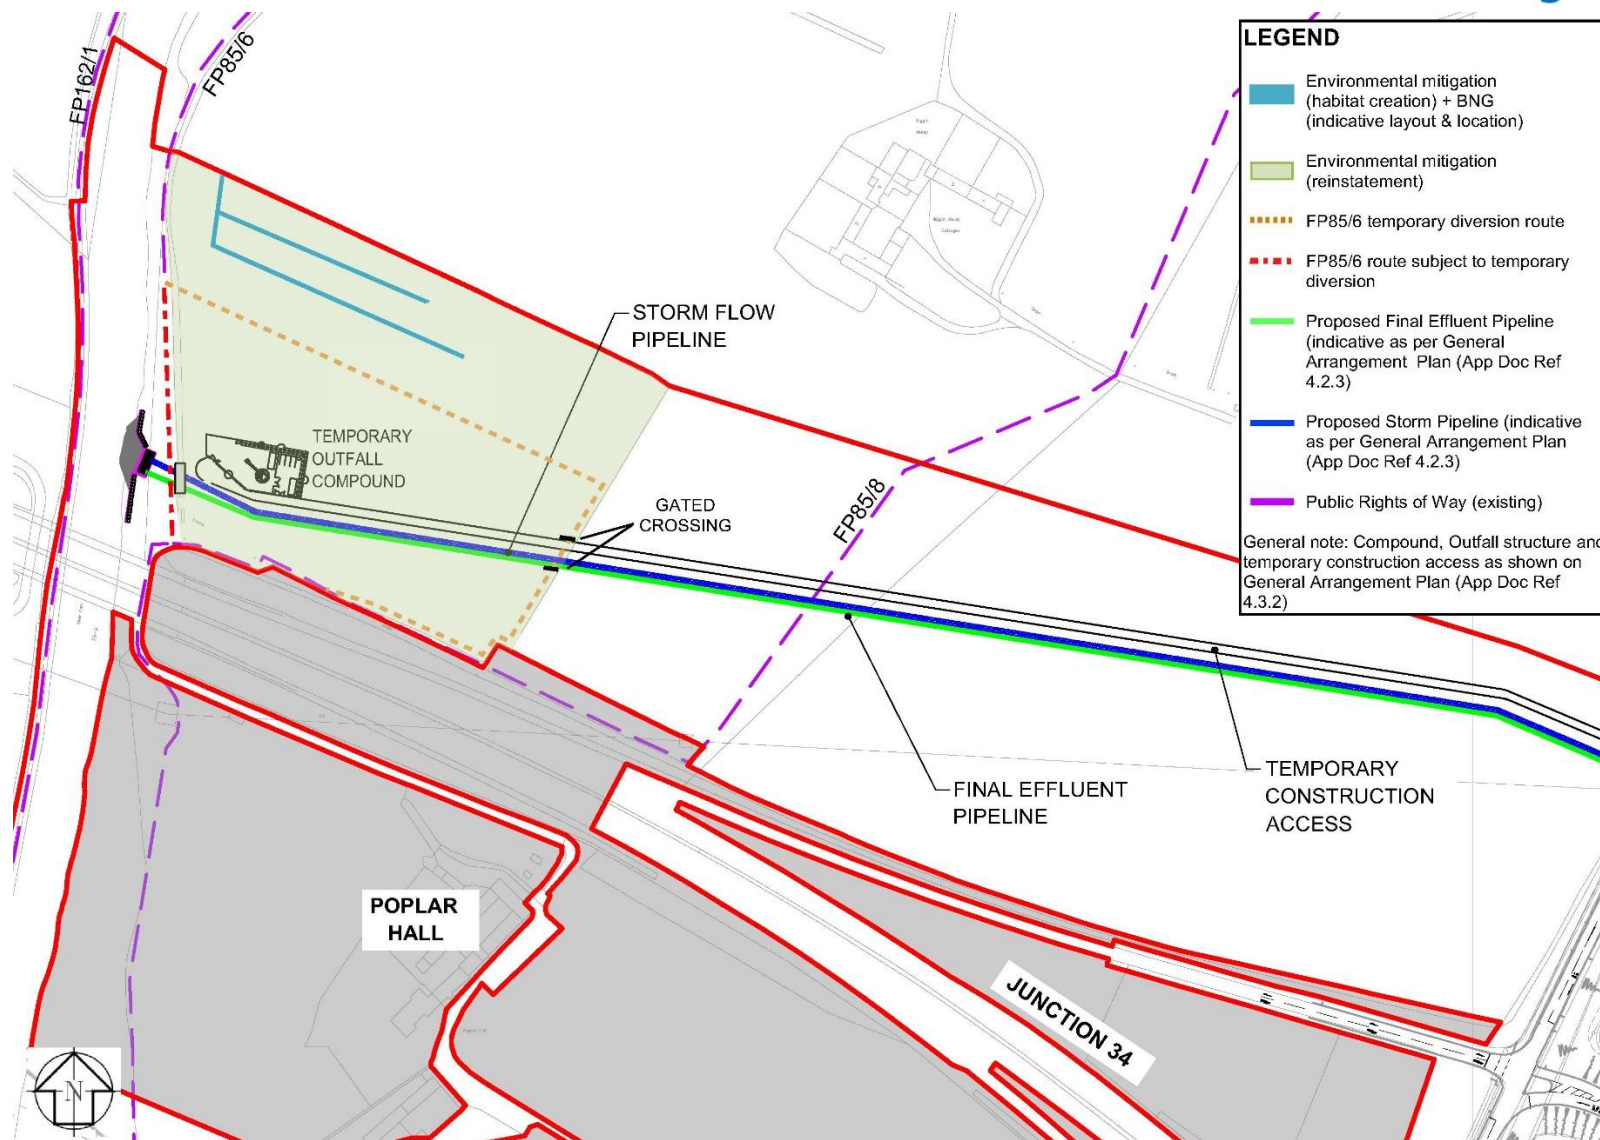 FP162/1
FP85/6
LEGEND
Environmental mitigation
(habitat creation) + BNG
(indicative layout & location)
Environmental mitigation
(reinstatement)
FP85/6 temporary diversion route
FP85/6 route subject to temporary
diversion
Proposed Final Effluent Pipeline
(indicative as per General
Arrangement Plan (App Doc Ref
4.2.3)
Proposed Storm Pipeline (indicative
as per General Arrangement Plan
(App Doc Ref 4.2.3)
Public Rights of Way (existing)
General note: Compound, Outfall structure and
temporary construction access as shown on
General Arrangement Plan (App Doc Ref
4.3.2)
STORM FLOW
PIPELINE
TEMPORARY
OUTFALL
COMPOUND
GATED
CROSSING
FP85/8
FINAL EFFLUENT
PIPELINE
TEMPORARY
CONSTRUCTION
ACCESS
POPLAR
HALL
JUNCTION 34
N